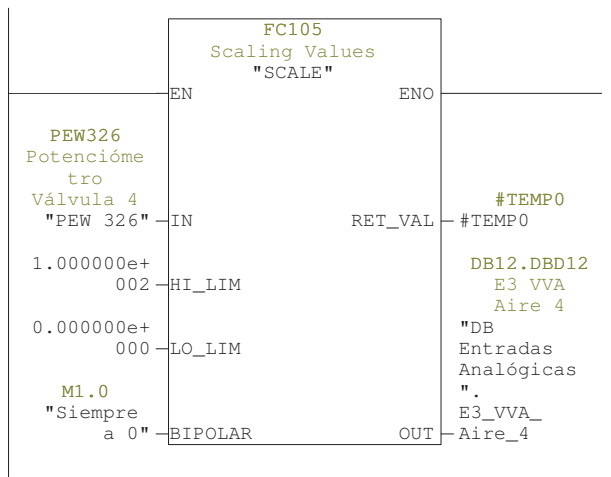 FC105
Scaling Values
"SCALE"
EN
ENO
PEW326
Potencióme
tro
Válvula 4
"PEW 326"
IN
RET_VAL
#TEMP0
#TEMP0
1.000000e+
002
HI_LIM
DB12.DBD12
E3 VVA
Aire 4
0.000000e+
000
LO_LIM
"DB
Entradas
Analógicas
".
E3_VVA_
Aire_4
M1.0
"Siempre
a 0"
BIPOLAR
OUT